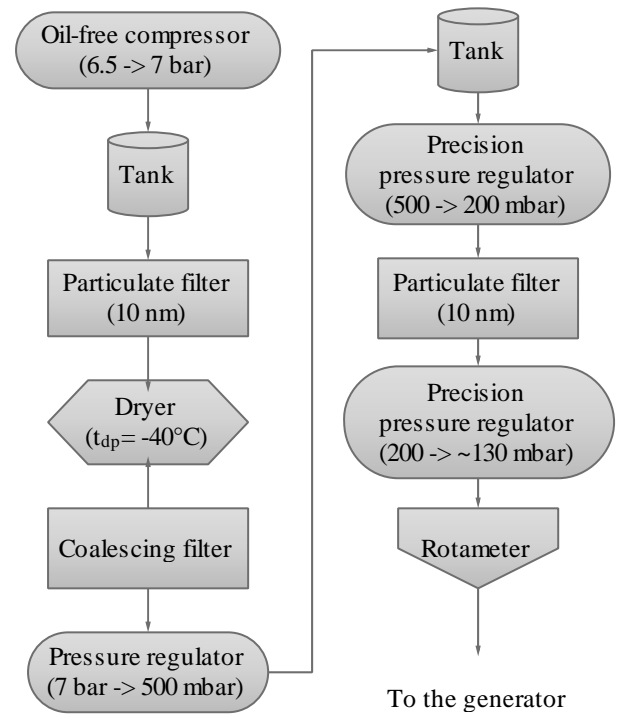 Oil-free compressor
(6.5 -> 7 bar)
Tank
Particulate filter
(10 nm)
Dryer
(tdp= -40°C)
Coalescing filter
Pressure regulator
(7 bar -> 500 mbar)
Tank
Precision
pressure regulator
(500 -> 200 mbar)
Particulate filter
(10 nm)
Precision
pressure regulator
(200 -> ~130 mbar)
Rotameter
To the generator